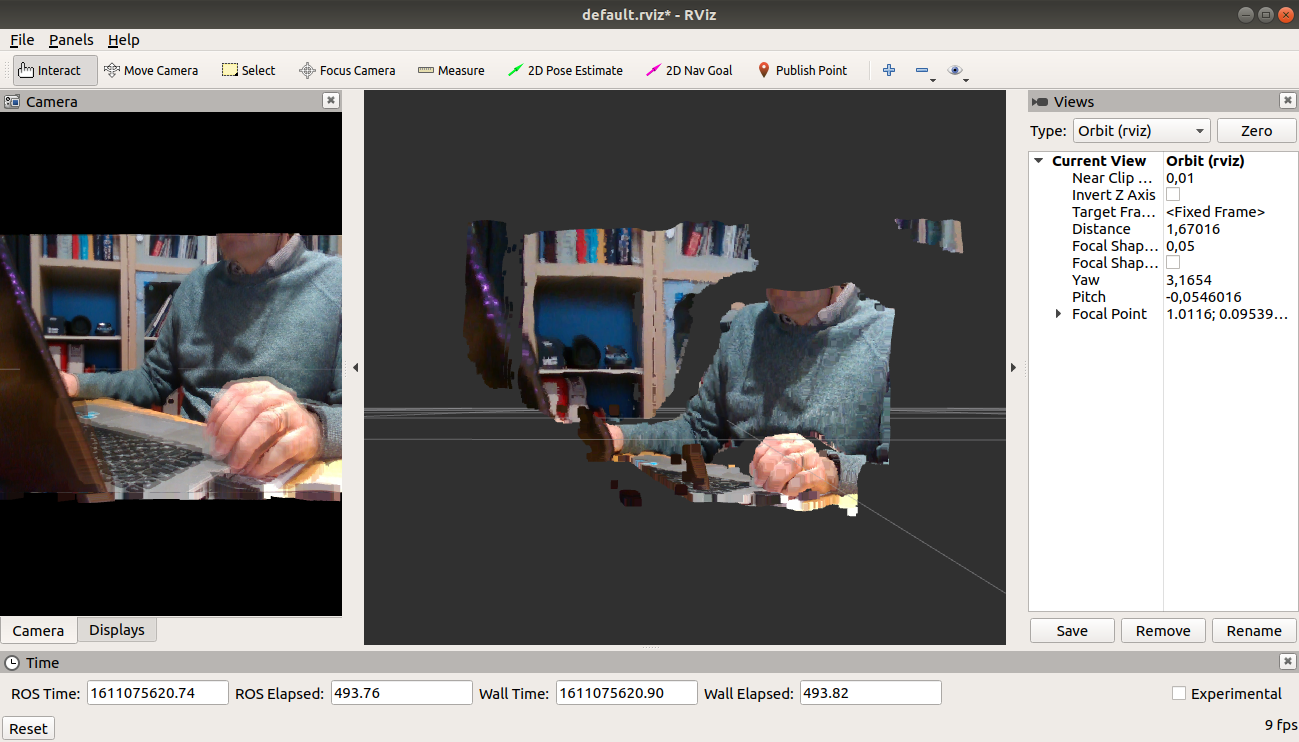 default.rviz* - RViz
File Panels Help
Interact Move Camera Select Focus Camera Measure 2D Pose Estimate 2D Nav Goal Publish Point
Camera
Views
Type: Orbit (rviz) Zero
Current View Orbit (rviz)
Near Clip ... 0,01
Invert Z Axis
Target Fra... <Fixed Frame>
Distance 1,67016
Focal Shap... 0,05
Focal Shap...
Yaw 3,1654
Pitch -0,0546016
Focal Point 1.0116; 0.09539...
Camera Displays
Save Remove Rename
Time
ROS Time: 1611075620.74 ROS Elapsed: 493.76 Wall Time: 1611075620.90 Wall Elapsed: 493.82 Experimental
Reset 9 fps